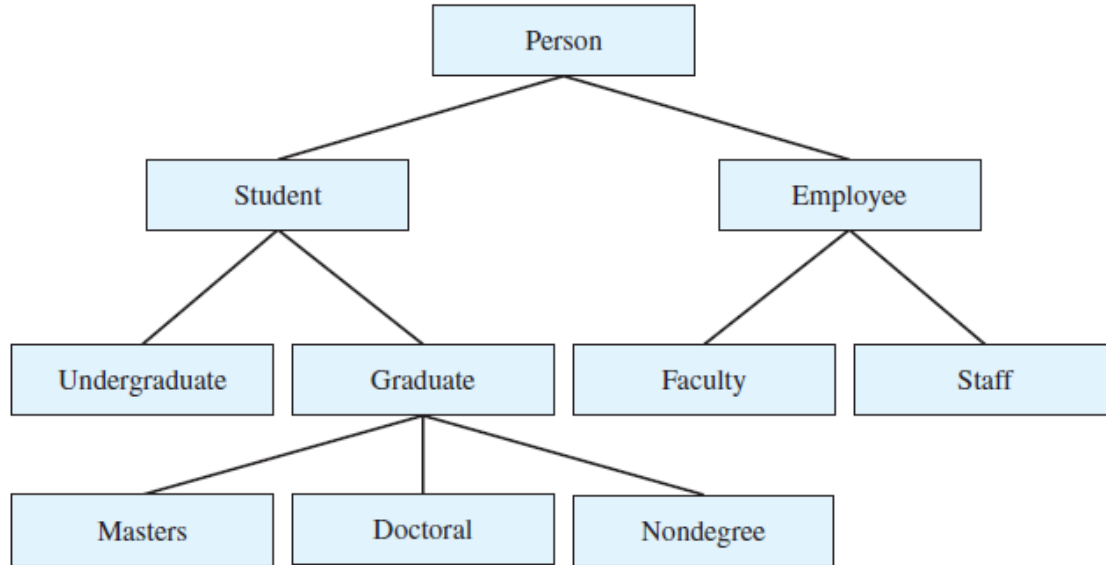 Person
Student
Employee
Undergraduate
Graduate
Faculty
Staff
Masters
Doctoral
Nondegree